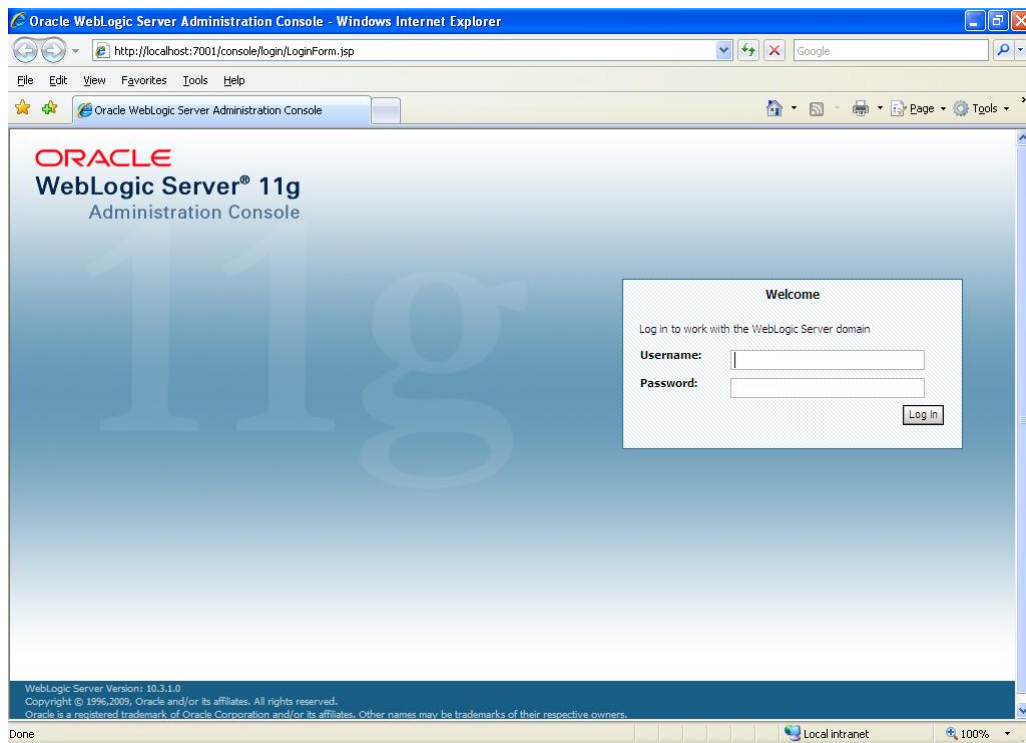 Oracle WebLogic Server Administration Console - Windows Internet Explorer
http://localhost:7001/console/login/LoginForm.jsp
Google
File Edit View Favorites Tools Help
Oracle WebLogic Server Administration Console
Page Tools
ORACLE
WebLogic Server® 11g
Administration Console
11g
Welcome
Log in to work with the WebLogic Server domain
Username:
Password:
Log In
WebLogic Server Version: 10.3.1.0
Copyright © 1996,2009, Oracle and/or its affiliates. All rights reserved.
Oracle is a registered trademark of Oracle Corporation and/or its affiliates. Other names may be trademarks of their respective owners.
Done
Local intranet
100%